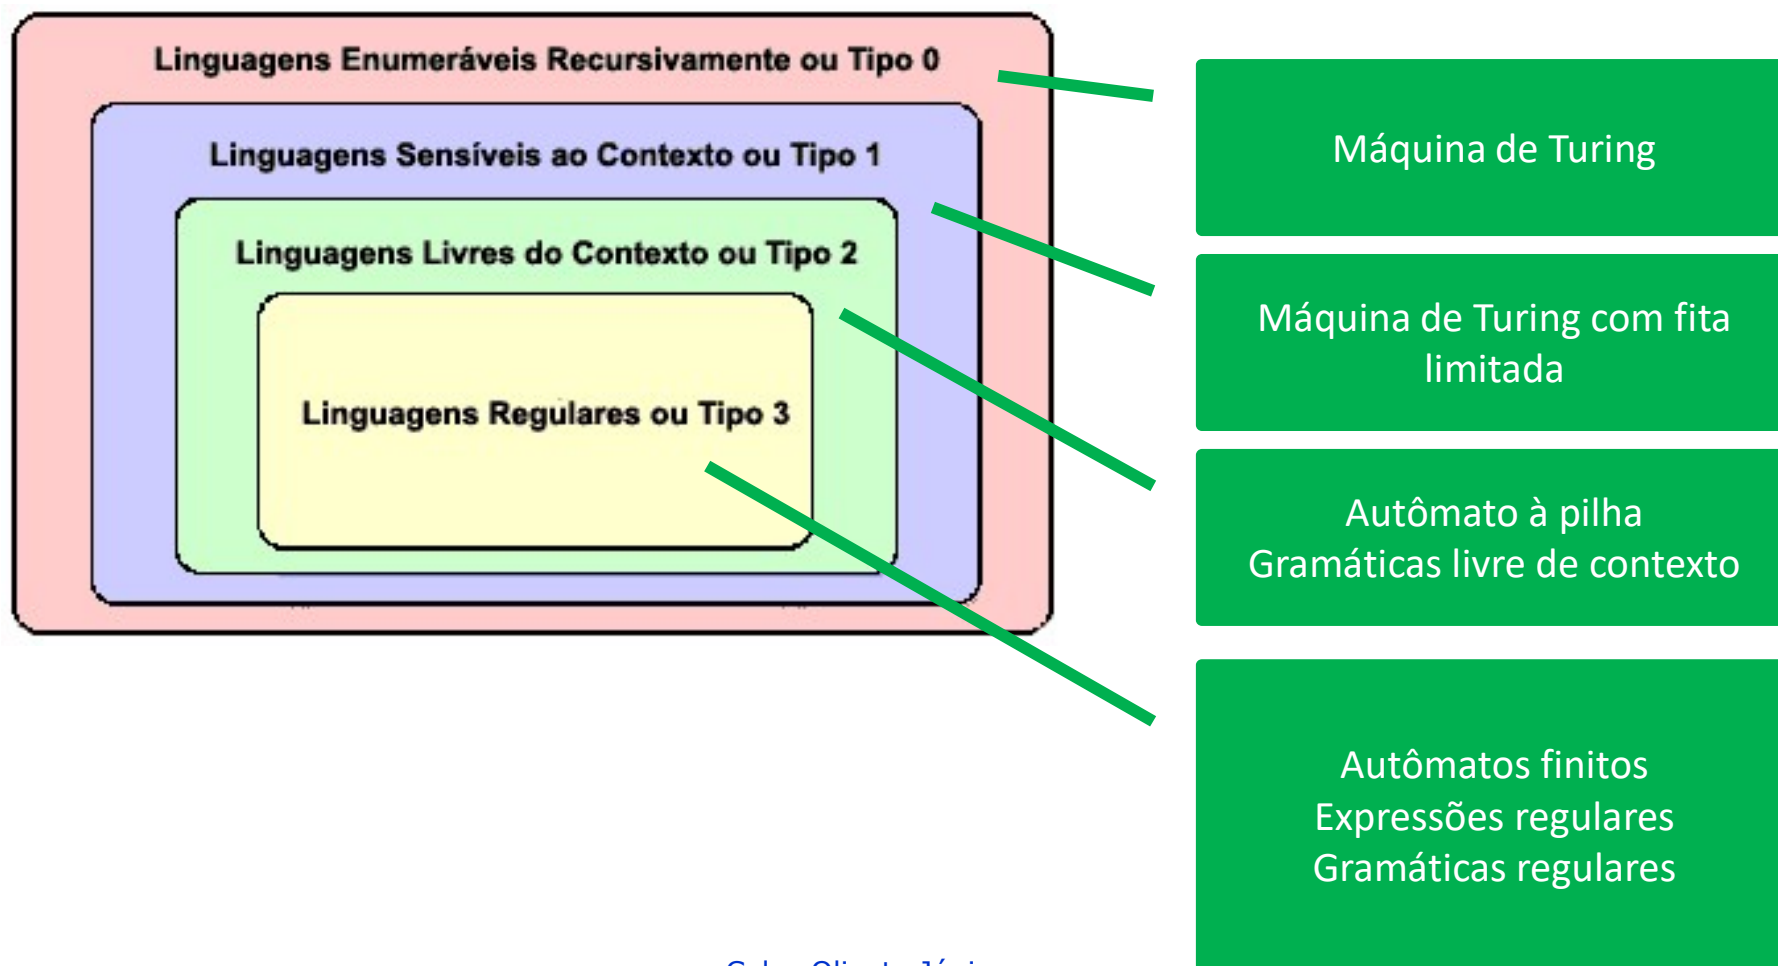 Linguagens Enumeráveis Recursivamente ou Tipo 0
Linguagens Sensíveis ao Contexto ou Tipo 1
Linguagens Livres do Contexto ou Tipo 2
Linguagens Regulares ou Tipo 3
Máquina de Turing
Máquina de Turing com fita
limitada
Autômato à pilha
Gramáticas livre de contexto
Autômatos finitos
Expressões regulares
Gramáticas regulares